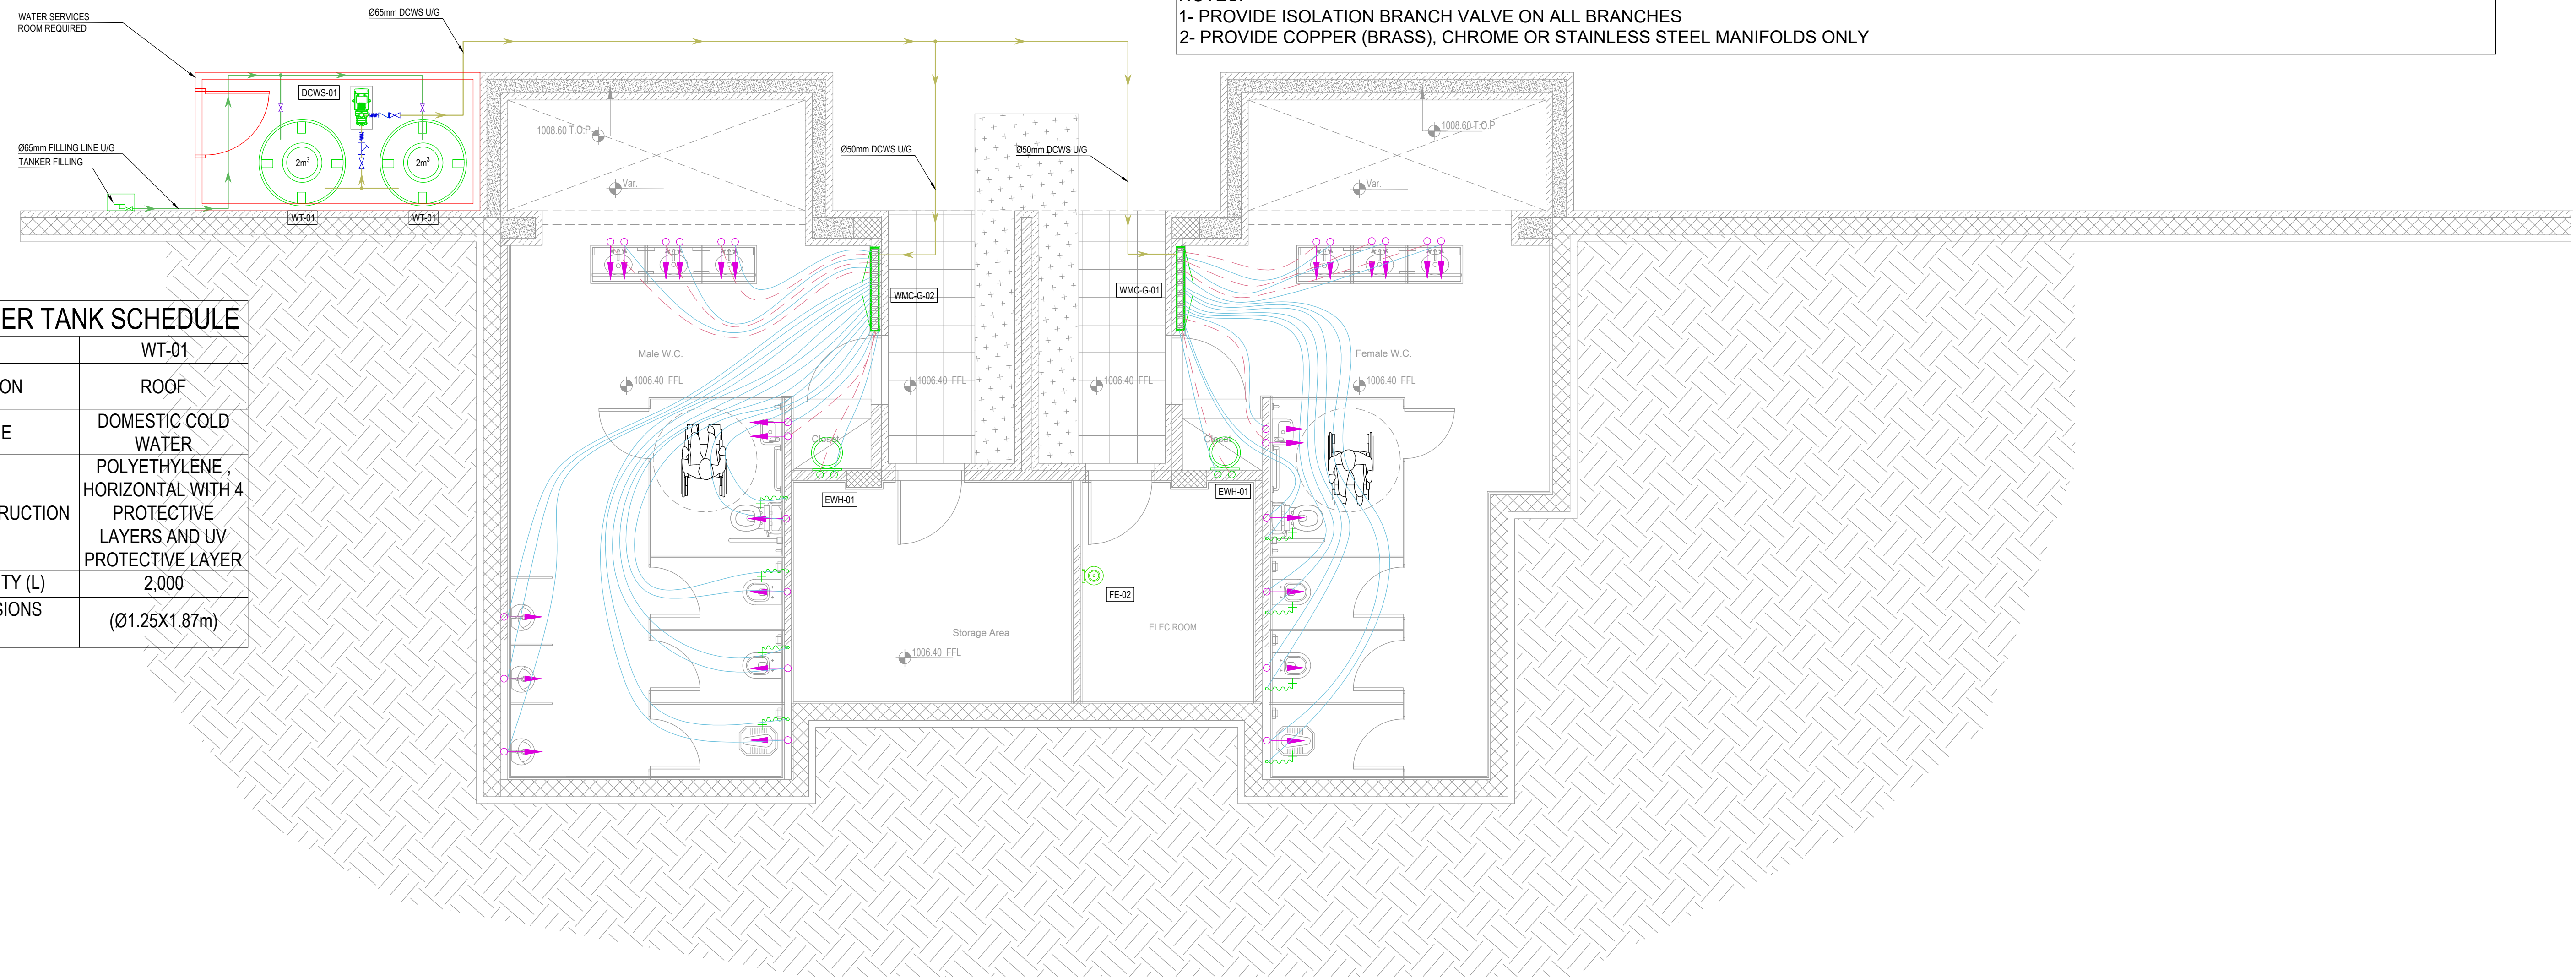 2- PROVIDE COPPER (BRASS), CHROME OR STAINLESS STEEL MANIFOLDS ONLY
1- PROVIDE ISOLATION BRANCH VALVE ON ALL BRANCHES
WATER SERVICES
ROOM REQUIRED
Ø65mm DCWS U/G
DCWS-01
Ø65mm FILLING LINE U/G
TANKER FILLING
2m³
2m³
WT-01
WT-01
1008.60 T.O.P
Var.
Ø50mm DCWS U/G
Ø50mm DCWS U/G
1008.60 T.O.P
Var.
WMC-G-02
WMC-G-01
TANK SCHEDULE
WT-01
ROOF
DOMESTIC COLD
WATER
POLYETHYLENE ,
HORIZONTAL WITH 4
PROTECTIVE
LAYERS AND UV
PROTECTIVE LAYER
TY (L)
2,000
(Ø1.25X1.87m)
Male W.C.
1006.40 FFL
1006.40 FFL
1006.40 FFL
Female W.C.
1006.40 FFL
Closet
Closet
EWH-01
EWH-01
FE-02
Storage Area
1006.40 FFL
ELEC ROOM